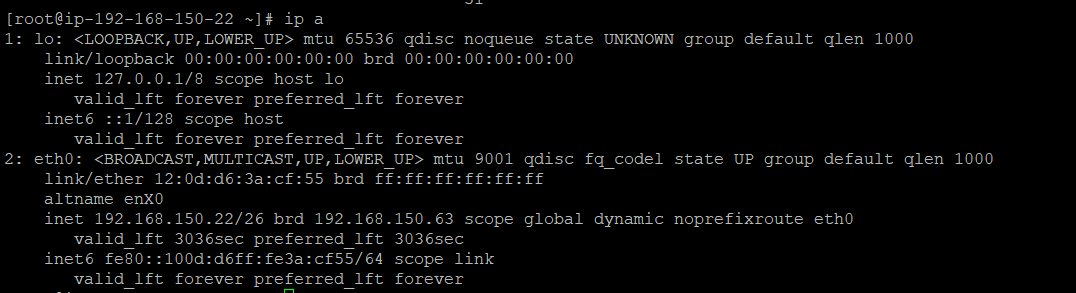 [root@ip-192-168-150-22 ~]# ip a
1: lo: <LOOPBACK,UP,LOWER_UP> mtu 65536 qdisc noqueue state UNKNOWN group default qlen 1000
    link/loopback 00:00:00:00:00:00 brd 00:00:00:00:00:00
    inet 127.0.0.1/8 scope host lo
       valid_lft forever preferred_lft forever
    inet6 ::1/128 scope host
       valid_lft forever preferred_lft forever
2: eth0: <BROADCAST,MULTICAST,UP,LOWER_UP> mtu 9001 qdisc fq_codel state UP group default qlen 1000
    link/ether 12:0d:d6:3a:cf:55 brd ff:ff:ff:ff:ff:ff
    altname enX0
    inet 192.168.150.22/26 brd 192.168.150.63 scope global dynamic noprefixroute eth0
       valid_lft 3036sec preferred_lft 3036sec
    inet6 fe80::100d:d6ff:fe3a:cf55/64 scope link
       valid_lft forever preferred_lft forever